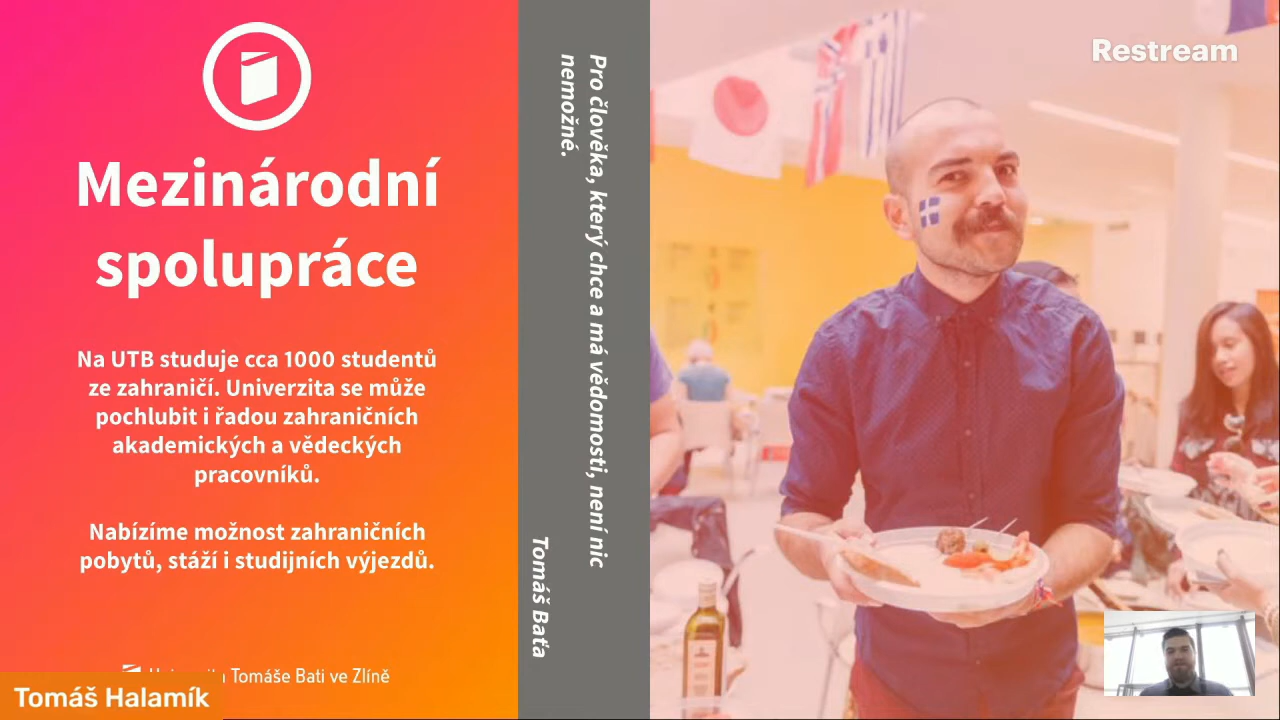 Mezinárodní
spolupráce
Na UTB studuje cca 1000 studentů
ze zahraničí. Univerzita se může
pochlubit i řadou zahraničních
akademických a vědeckých
pracovníků.
Nabízíme možnost zahraničních
pobytů, stáží i studijních výjezdů.
Tomáše Bati ve Zlíně
Tomáš Halamík
Pro člověka, který chce a má vědomosti, není nic
nemožné.
Tomáš Baťa
Restream